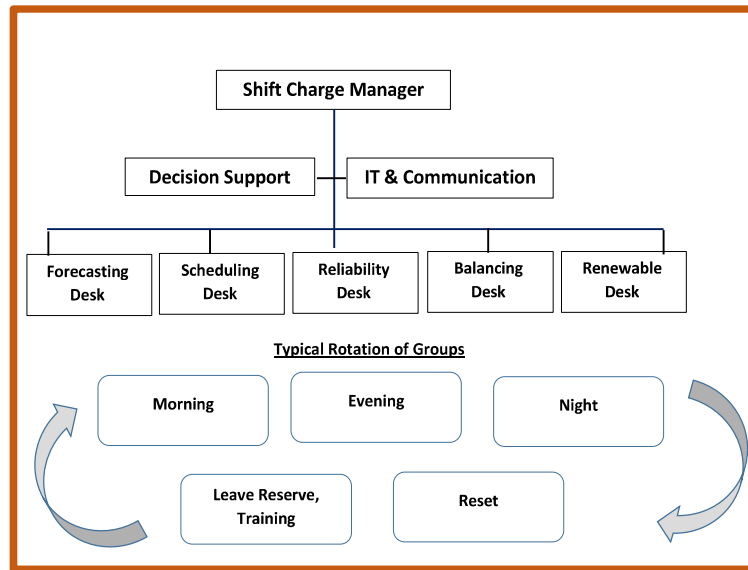 Shift Charge Manager
Decision Support
IT & Communication
Forecasting
Desk
Scheduling
Desk
Reliability
Desk
Balancing
Desk
Renewable
Desk
Typical Rotation of Groups
Morning
Evening
Night
Leave Reserve,
Training
Reset